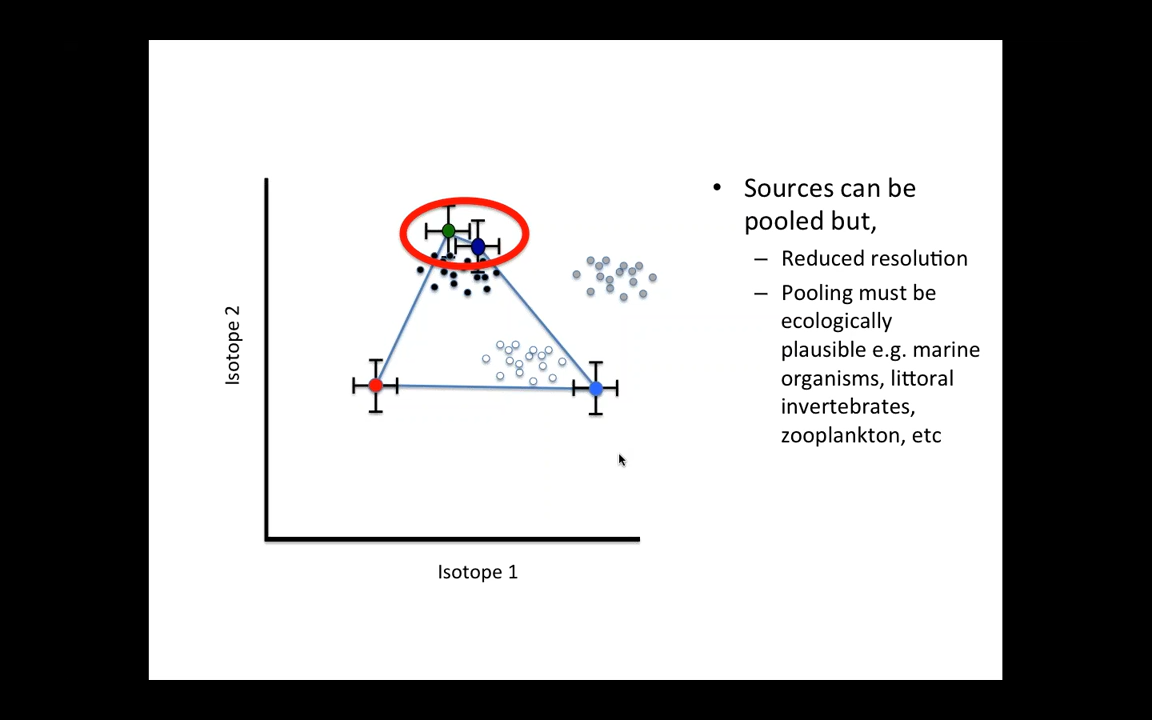 Isotope 2
Isotope 1
• Sources can be
pooled but,
– Reduced resolution
– Pooling must be
ecologically
plausible e.g. marine
organisms, littoral
invertebrates,
zooplankton, etc